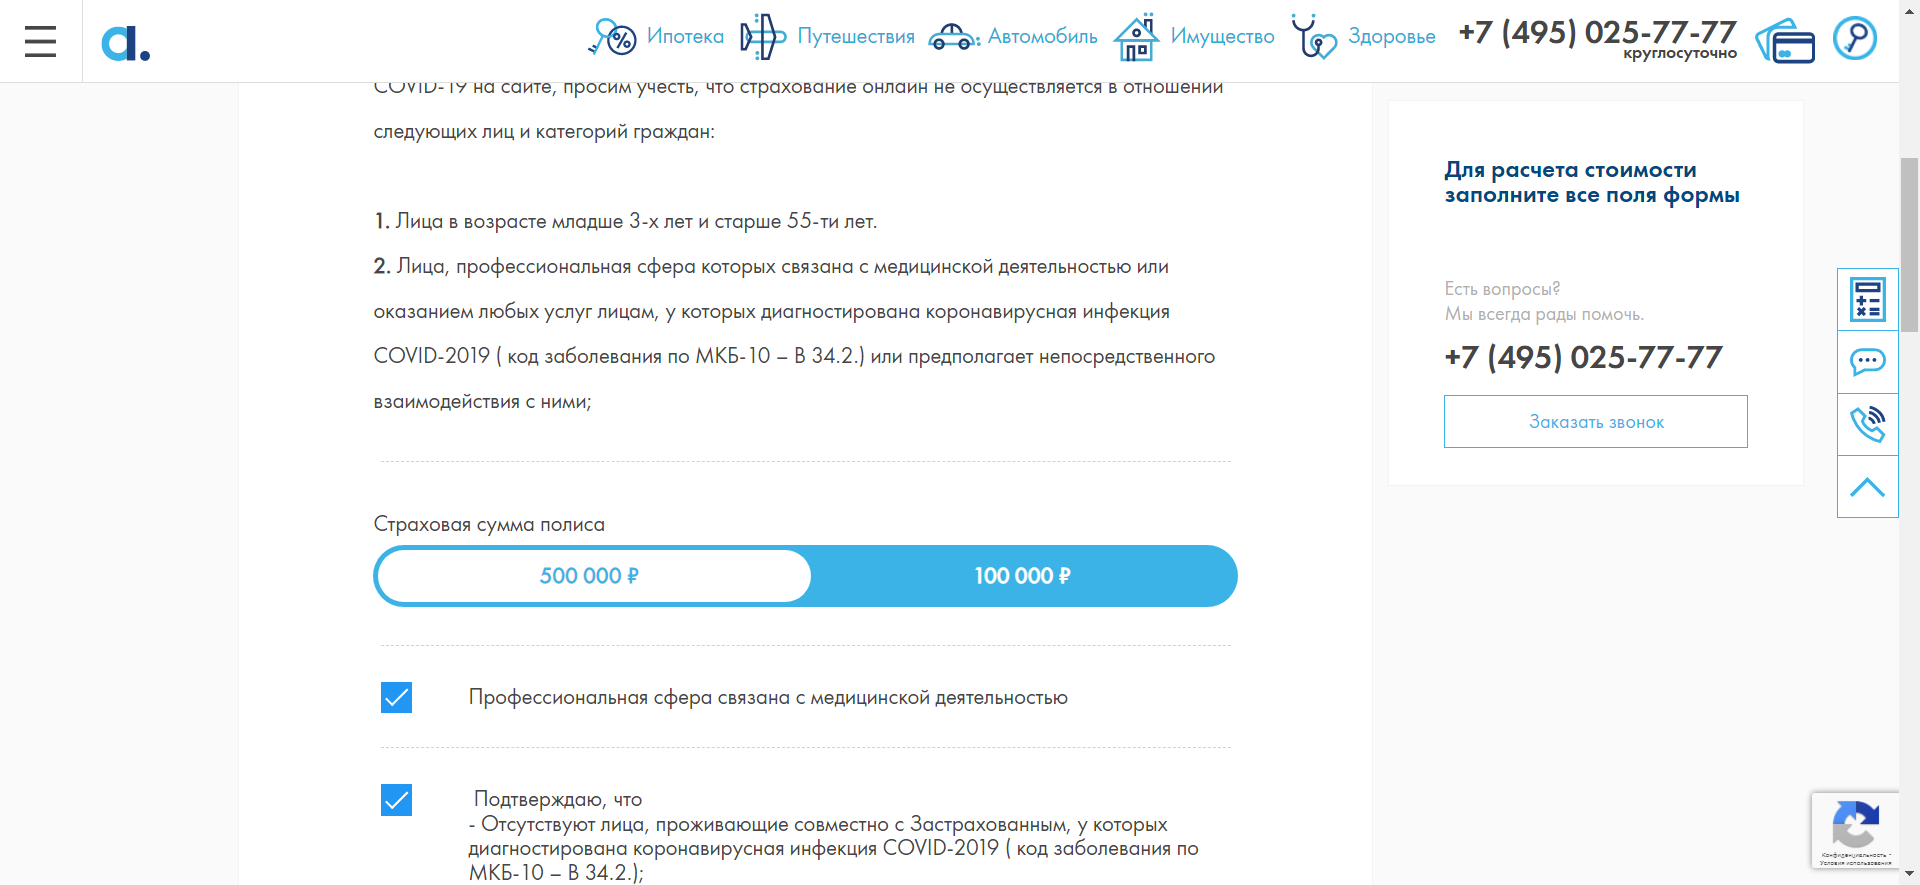 a.
Ипотека
Путешествия
Автомобиль
Имущество
Здоровье
+7 (495) 025-77-77
круглосуточно
COVID-19 на сайте, просим учесть, что страхование онлайн не осуществляется в отношении
следующих лиц и категорий граждан:
1. Лица в возрасте младше 3-х лет и старше 55-ти лет.
2. Лица, профессиональная сфера которых связана с медицинской деятельностью или
оказанием любых услуг лицам, у которых диагностирована коронавирусная инфекция
COVID-2019 ( код заболевания по МКБ-10 – В 34.2.) или предполагает непосредственного
взаимодействия с ними;
Страховая сумма полиса
500 000 ₽
100 000 ₽
Профессиональная сфера связана с медицинской деятельностью
Подтверждаю, что
- Отсутствуют лица, проживающие совместно с Застрахованным, у которых
диагностирована коронавирусная инфекция COVID-2019 ( код заболевания по
МКБ-10 – В 34.2.);
Для расчета стоимости
заполните все поля формы
Есть вопросы?
Мы всегда рады помочь.
+7 (495) 025-77-77
Заказать звонок
Конфиденциальность -
Условия использования